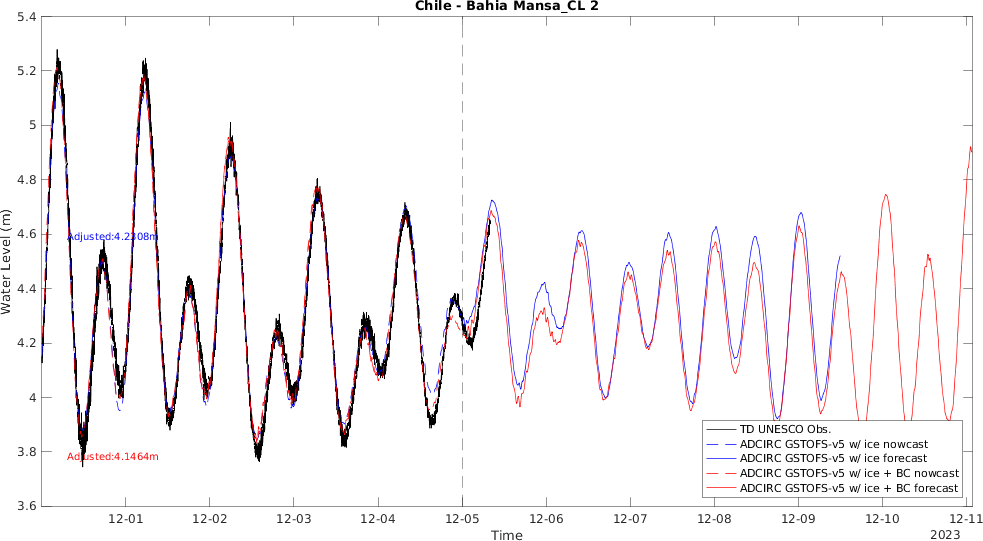 Chile - Bahia Mansa_CL 2
5.4
5.2
5
4.8
4.6
4.4
4.2
4
3.8
3.6
Water Level (m)
Adjusted:4.2308m
Adjusted:4.1464m
TD UNESCO Obs.
ADCIRC GSTOFS-v5 w/ ice nowcast
ADCIRC GSTOFS-v5 w/ ice forecast
ADCIRC GSTOFS-v5 w/ ice + BC nowcast
ADCIRC GSTOFS-v5 w/ ice + BC forecast
12-01 12-02 12-03 12-04 12-05 12-06 12-07 12-08 12-09 12-10 12-11
Time
2023